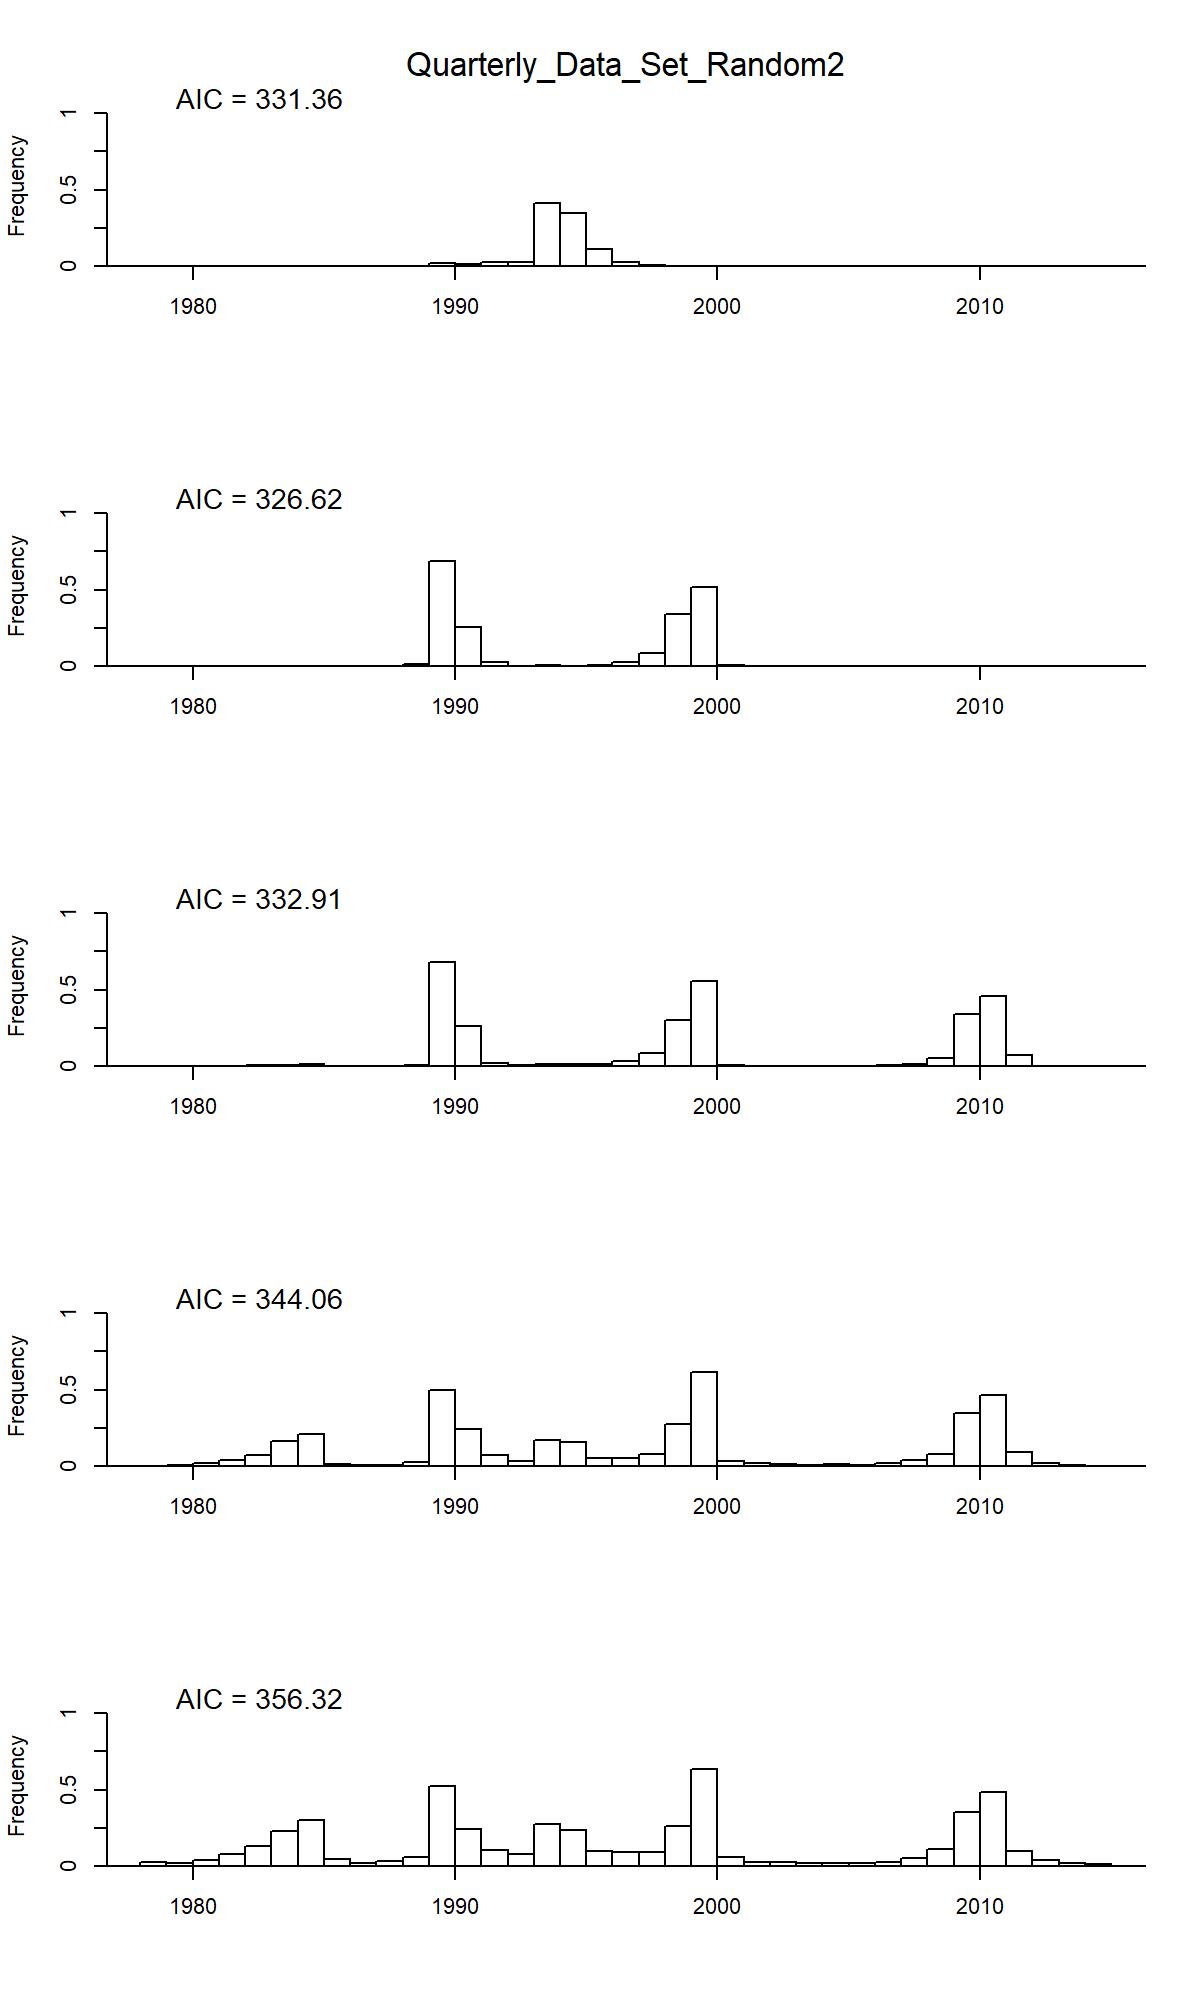 Quarterly_Data_Set_Random2
AIC = 331.36
Frequency
1
0.5
0
1980 1990 2000 2010
AIC = 326.62
Frequency
1
0.5
0
1980 1990 2000 2010
AIC = 332.91
Frequency
1
0.5
0
1980 1990 2000 2010
AIC = 344.06
Frequency
1
0.5
0
1980 1990 2000 2010
AIC = 356.32
Frequency
1
0.5
0
1980 1990 2000 2010